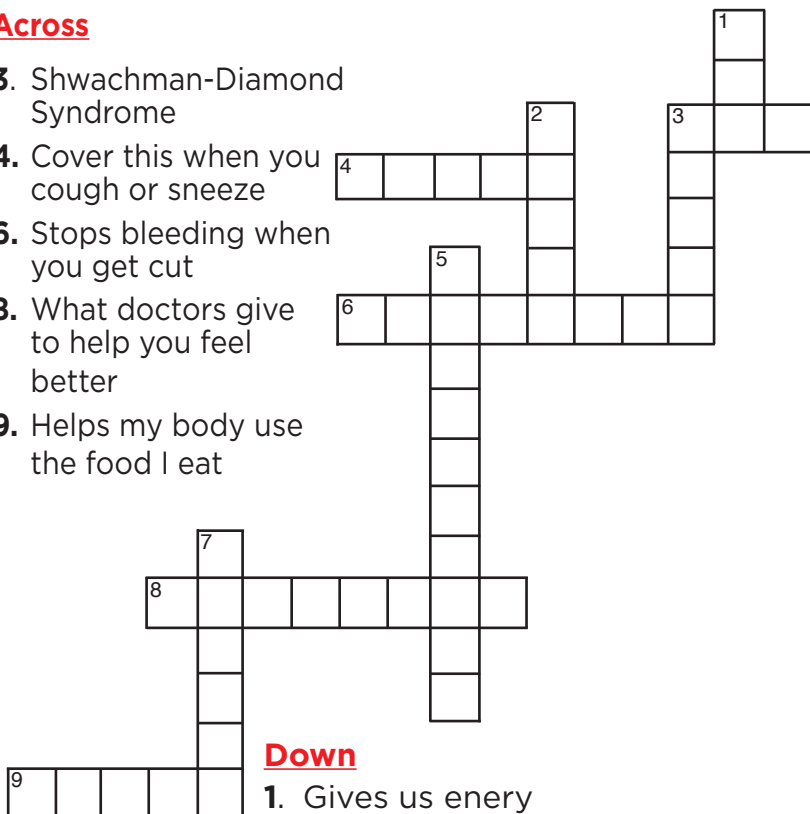 Across
3. Shwachman-Diamond
Syndrome
4. Cover this when you
cough or sneeze
6. Stops bleeding when
you get cut
8. What doctors give
to help you feel
better
9. Helps my body use
the food I eat
1
2
3
4
5
6
7
8
9
Down
1. Gives us enery